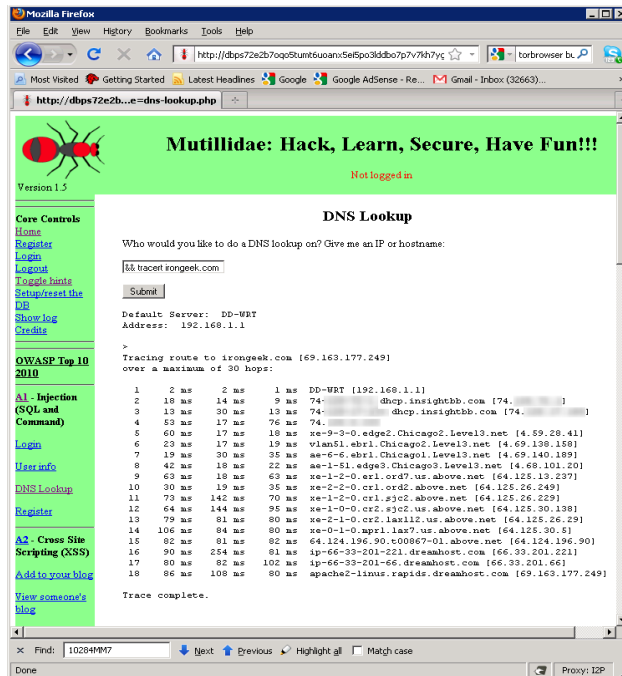 Mozilla Firefox
File Edit View History Bookmarks Tools Help
torbrowser bu
Most Visited Getting Started Latest Headlines Google Google AdSense - Re... Gmail - Inbox (32663)...
http://dbps72e2b...e=dns-lookup.php
Mutillidae: Hack, Learn, Secure, Have Fun!!!
Not logged in
Version 1.5
Core Controls
Home
Register
Login
Logout
Toggle hints
Setup/reset the
DB
Show log
Credits
OWASP Top 10
2010
A1 - Injection
(SQL and
Command)
Login
User info
DNS Lookup
Register
A2 - Cross Site
Scripting (XSS)
Add to your blog
View someone's
blog
DNS Lookup
Who would you like to do a DNS lookup on? Give me an IP or hostname:
&& tracert irongeek.com
Submit
Default Server: DD-WRT
Address: 192.168.1.1
>
Tracing route to irongeek.com [69.163.177.249]
over a maximum of 30 hops:
1 2 ms 2 ms 1 ms DD-WRT [192.168.1.1]
2 18 ms 14 ms 9 ms 74- dhcp.insightbb.com [74. ]
3 13 ms 30 ms 13 ms 74- dhcp.insightbb.com [74. ]
4 53 ms 17 ms 76 ms 74.
5 60 ms 17 ms 18 ms xe-9-3-0.edge2.Chicago2.Level3.net [4.59.28.41]
6 23 ms 17 ms 19 ms vlan51.ebr1.Chicago2.Level3.net [4.69.138.158]
7 19 ms 30 ms 35 ms ae-6-6.ebr1.Chicago1.Level3.net [4.69.140.189]
8 42 ms 18 ms 22 ms ae-1-51.edge3.Chicago3.Level3.net [4.68.101.20]
9 63 ms 18 ms 63 ms xe-1-2-0.er1.ord7.us.above.net [64.125.13.237]
10 30 ms 19 ms 35 ms xe-2-2-0.cr1.ord2.above.net [64.125.26.249]
11 73 ms 142 ms 70 ms xe-1-2-0.cr1.sjc2.above.net [64.125.26.229]
12 64 ms 144 ms 95 ms xe-1-0-0.cr2.sjc2.us.above.net [64.125.30.138]
13 79 ms 81 ms 80 ms xe-2-1-0.cr2.lax112.us.above.net [64.125.26.29]
14 106 ms 84 ms 80 ms xe-0-1-0.mpr1.lax7.us.above.net [64.125.30.5]
15 82 ms 81 ms 82 ms 64.124.196.90.t00867-01.above.net [64.124.196.90]
16 90 ms 254 ms 81 ms ip-66-33-201-221.dreamhost.com [66.33.201.221]
17 80 ms 82 ms 102 ms ip-66-33-201-66.dreamhost.com [66.33.201.66]
18 86 ms 108 ms 80 ms apache2-linus.rapids.dreamhost.com [69.163.177.249]
Trace complete.
Find: 10284MM7 Next Previous Highlight all Match case
Done Proxy: I2P